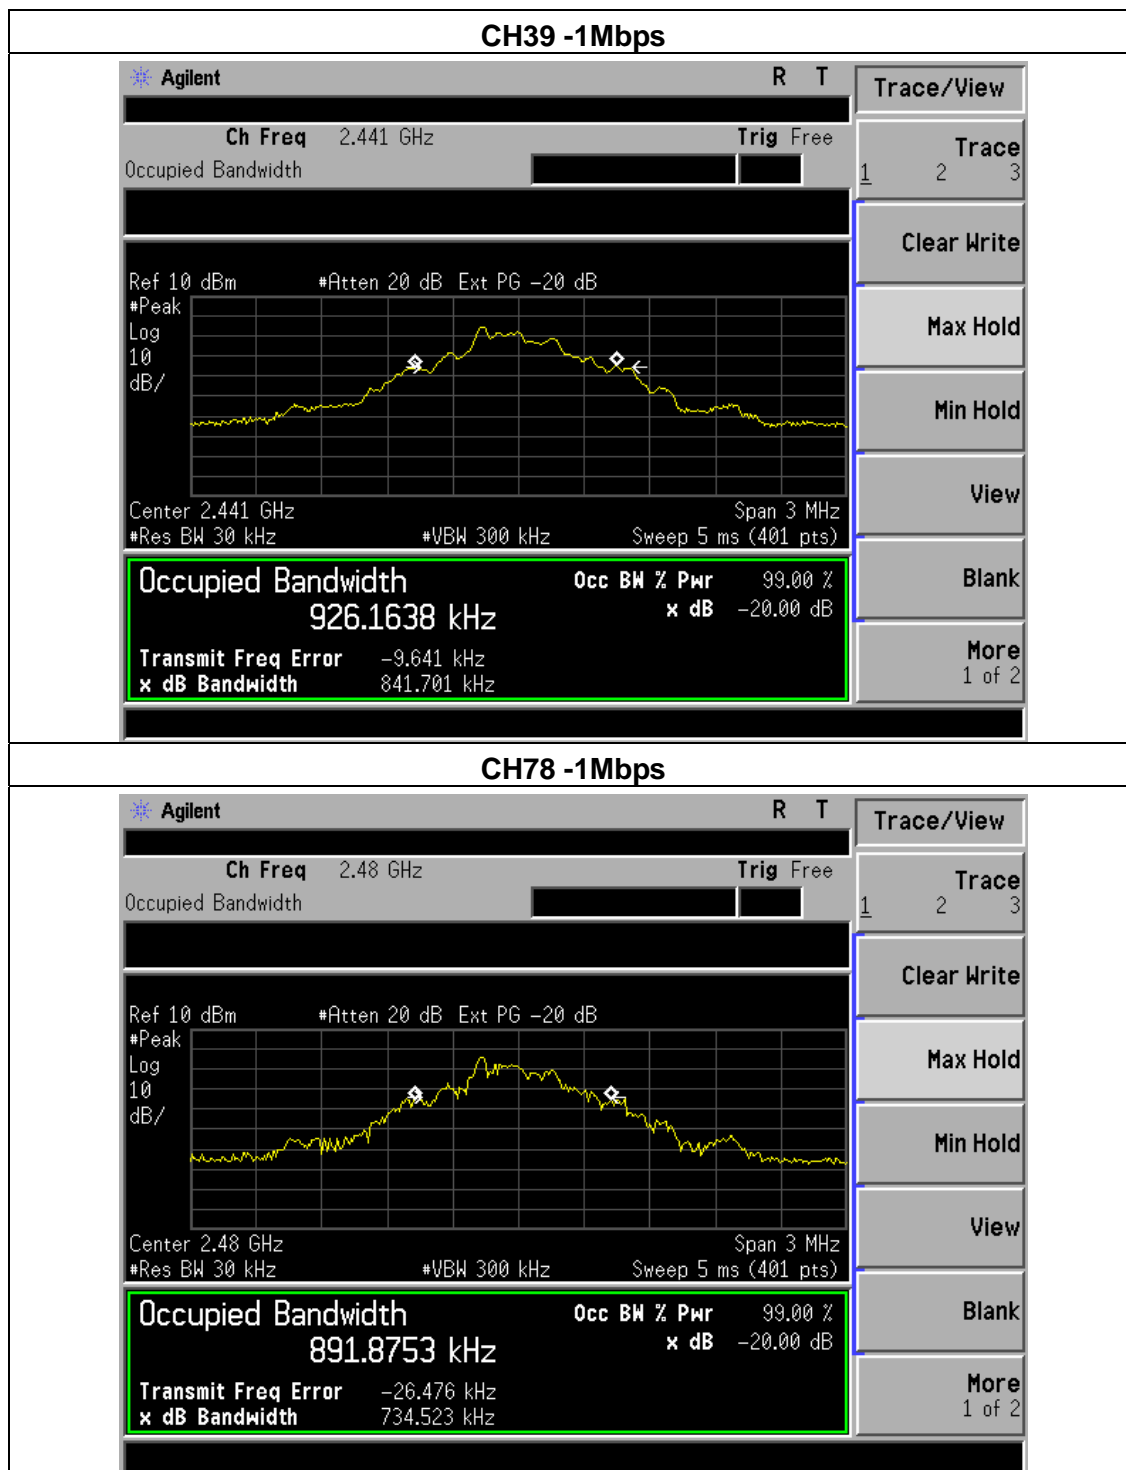 CH39 -1Mbps
Agilent R T
Trace/View
Ch Freq 2.441 GHz Trig Free
Occupied Bandwidth
Trace
1 2 3
Clear Write
Ref 10 dBm #Atten 20 dB Ext PG -20 dB
#Peak
Log
10
dB/
Max Hold
Min Hold
View
Center 2.441 GHz Span 3 MHz
#Res BW 30 kHz #VBW 300 kHz Sweep 5 ms (401 pts)
Occupied Bandwidth Occ BW % Pwr 99.00 %
926.1638 kHz x dB -20.00 dB
Blank
Transmit Freq Error -9.641 kHz
x dB Bandwidth 841.701 kHz
More
1 of 2
CH78 -1Mbps
Agilent R T
Trace/View
Ch Freq 2.48 GHz Trig Free
Occupied Bandwidth
Trace
1 2 3
Clear Write
Ref 10 dBm #Atten 20 dB Ext PG -20 dB
#Peak
Log
10
dB/
Max Hold
Min Hold
View
Center 2.48 GHz Span 3 MHz
#Res BW 30 kHz #VBW 300 kHz Sweep 5 ms (401 pts)
Occupied Bandwidth Occ BW % Pwr 99.00 %
891.8753 kHz x dB -20.00 dB
Blank
Transmit Freq Error -26.476 kHz
x dB Bandwidth 734.523 kHz
More
1 of 2